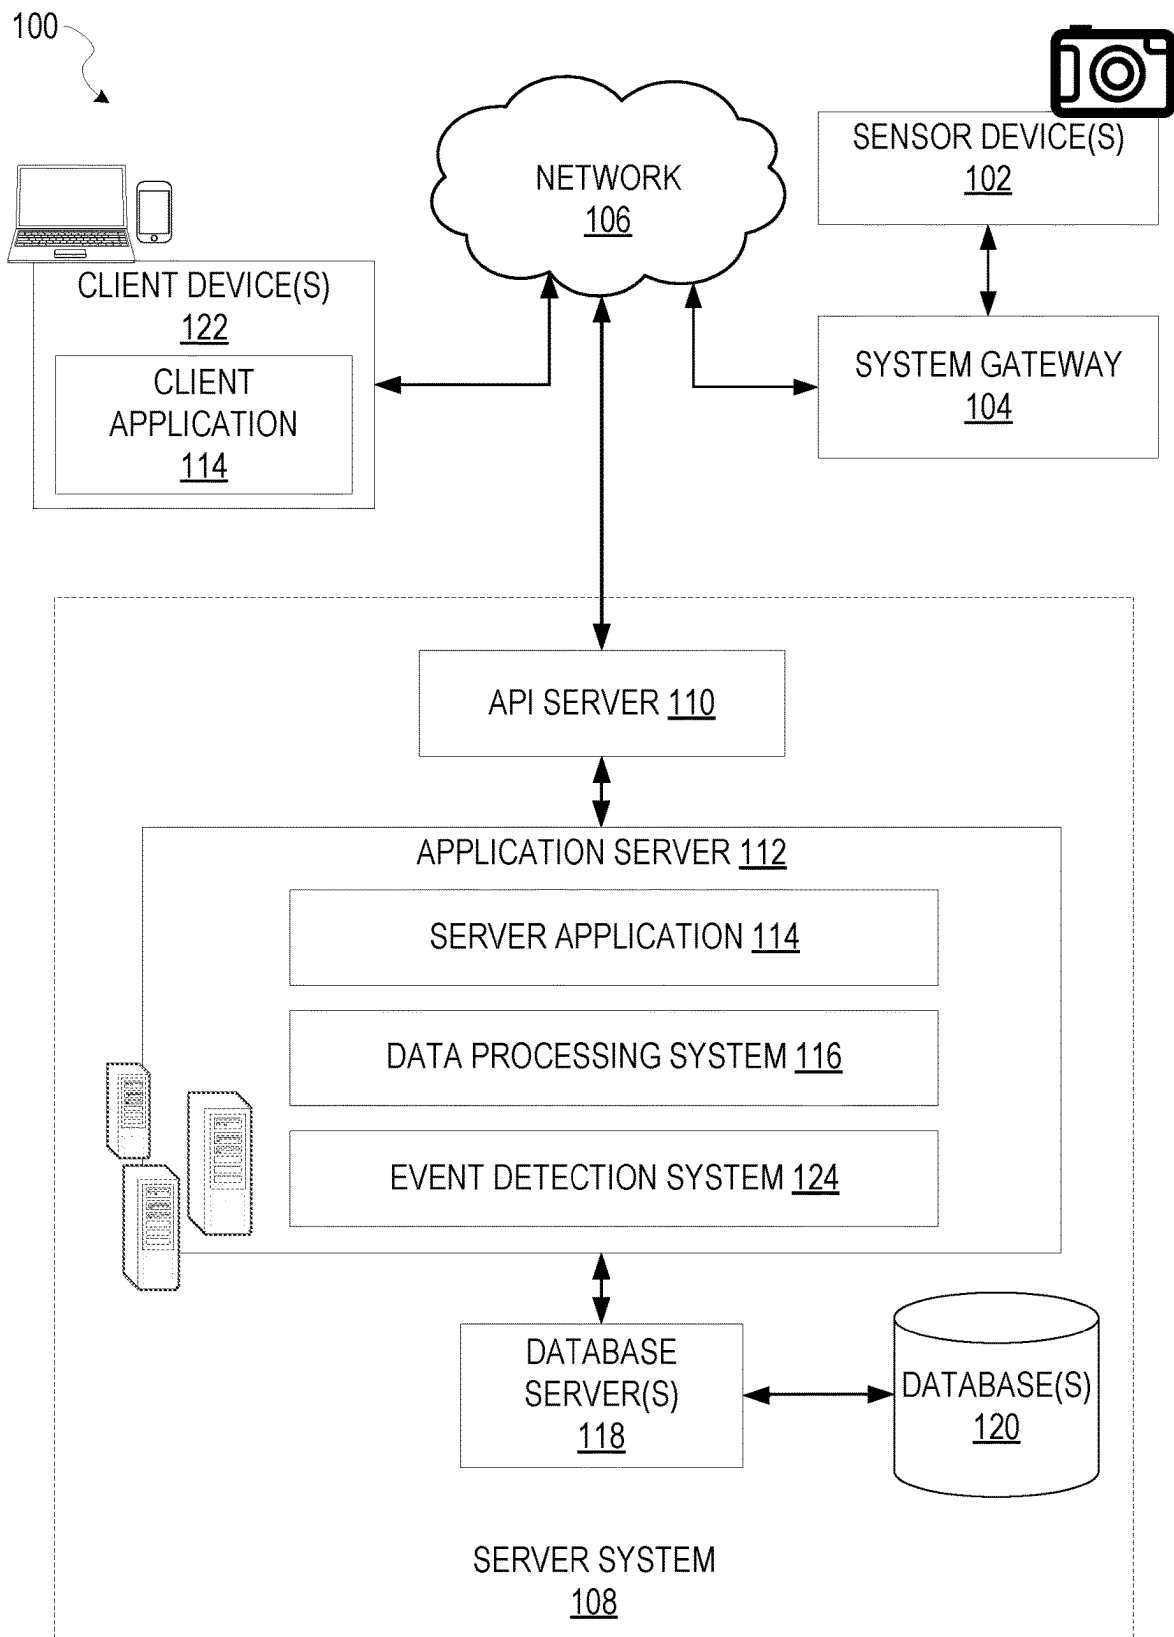 100
NETWORK
106
SENSOR DEVICE(S)
102
CLIENT DEVICE(S)
122
CLIENT
APPLICATION
114
SYSTEM GATEWAY
104
API SERVER 110
APPLICATION SERVER 112
SERVER APPLICATION 114
DATA PROCESSING SYSTEM 116
EVENT DETECTION SYSTEM 124
DATABASE
SERVER(S)
118
DATABASE(S)
120
SERVER SYSTEM
108